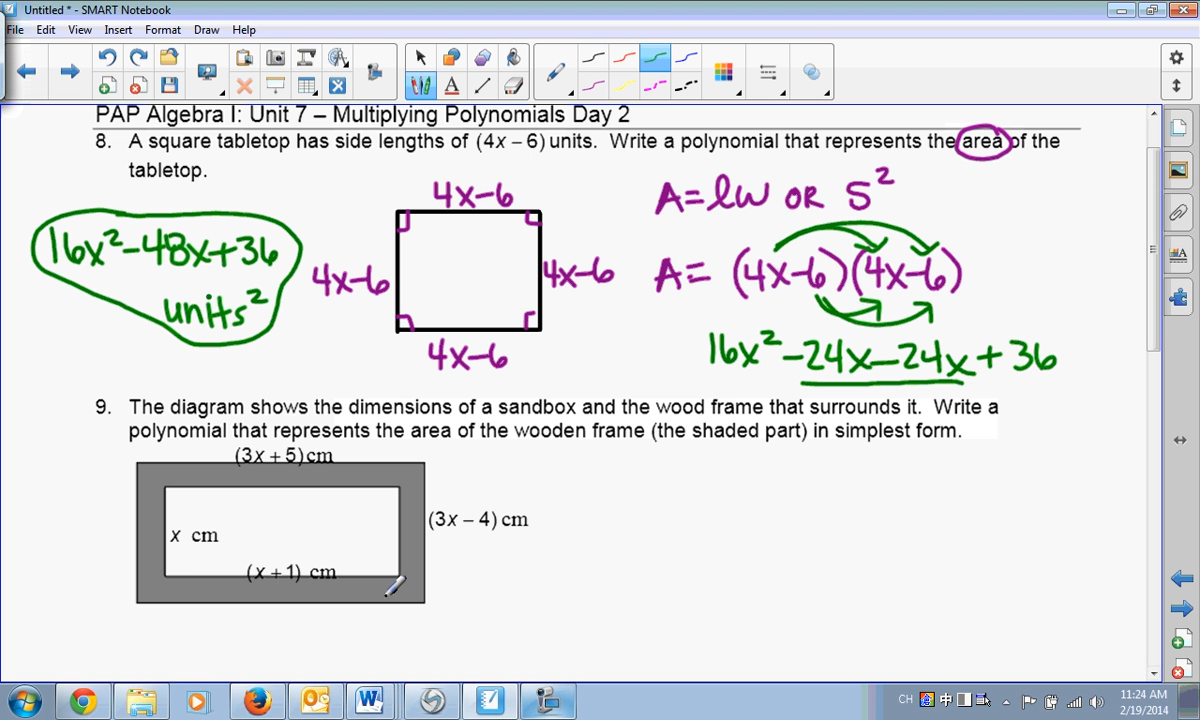 Untitled * - SMART Notebook
File Edit View Insert Format Draw Help
PAP Algebra I: Unit 7 – Multiplying Polynomials Day 2
8. A square tabletop has side lengths of (4x – 6) units. Write a polynomial that represents the area of the
tabletop.
4x-6
A=lw OR S²
16x²-48x+36
units²
4x-6
4x-6
A= (4x-6)(4x-6)
4x-6
16x²-24x-24x+36
9. The diagram shows the dimensions of a sandbox and the wood frame that surrounds it. Write a
polynomial that represents the area of the wooden frame (the shaded part) in simplest form.
(3x + 5) cm
(3x – 4) cm
x cm
(x + 1) cm
CH 中 11:24 AM
2/19/2014